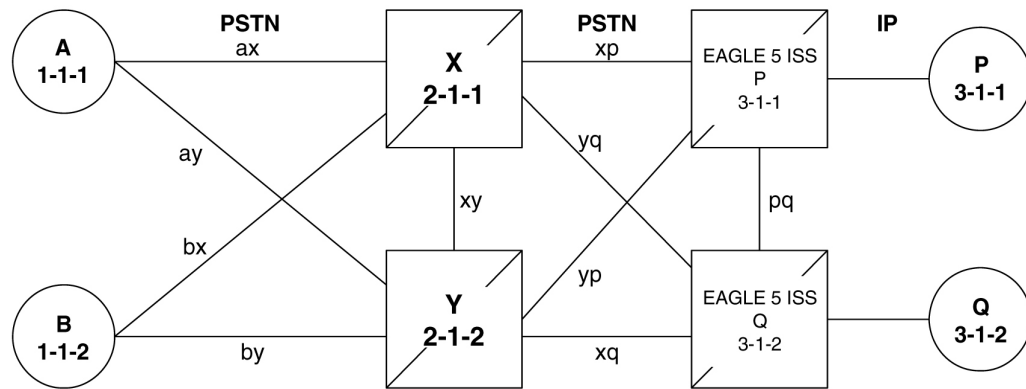 PSTN
PSTN
IP
A
1-1-1
ax
X
2-1-1
xp
EAGLE 5 ISS
P
3-1-1
P
3-1-1
ay
yq
xy
pq
bx
yp
B
1-1-2
by
Y
2-1-2
xq
EAGLE 5 ISS
Q
3-1-2
Q
3-1-2